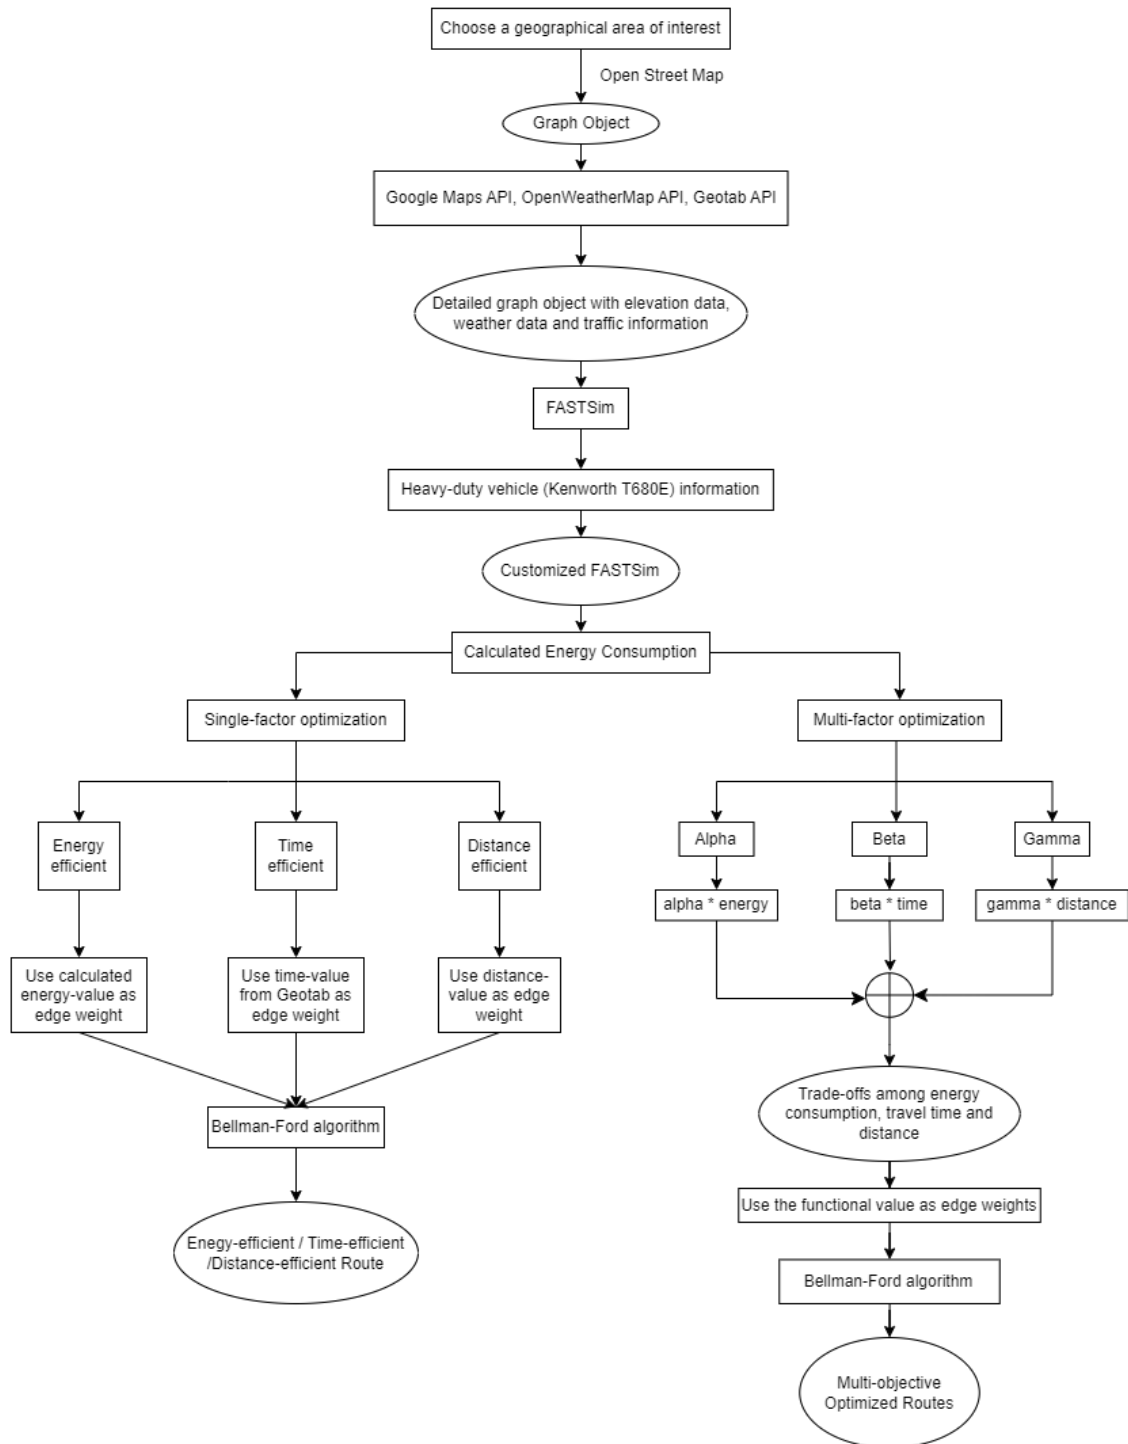 Choose a geographical area of interest
Open Street Map
Graph Object
Google Maps API, OpenWeatherMap API, Geotab API
Detailed graph object with elevation data,
weather data and traffic information
FASTSim
Heavy-duty vehicle (Kenworth T680E) information
Customized FASTSim
Calculated Energy Consumption
Single-factor optimization
Multi-factor optimization
Energy
efficient
Time
efficient
Distance
efficient
Alpha
Beta
Gamma
alpha * energy
beta * time
gamma * distance
Use calculated
energy-value as
edge weight
Use time-value
from Geotab as
edge weight
Use distance-
value as edge
weight
Trade-offs among energy
consumption, travel time and
distance
Bellman-Ford algorithm
Use the functional value as edge weights
Enegy-efficient / Time-efficient
/Distance-efficient Route
Bellman-Ford algorithm
Multi-objective
Optimized Routes